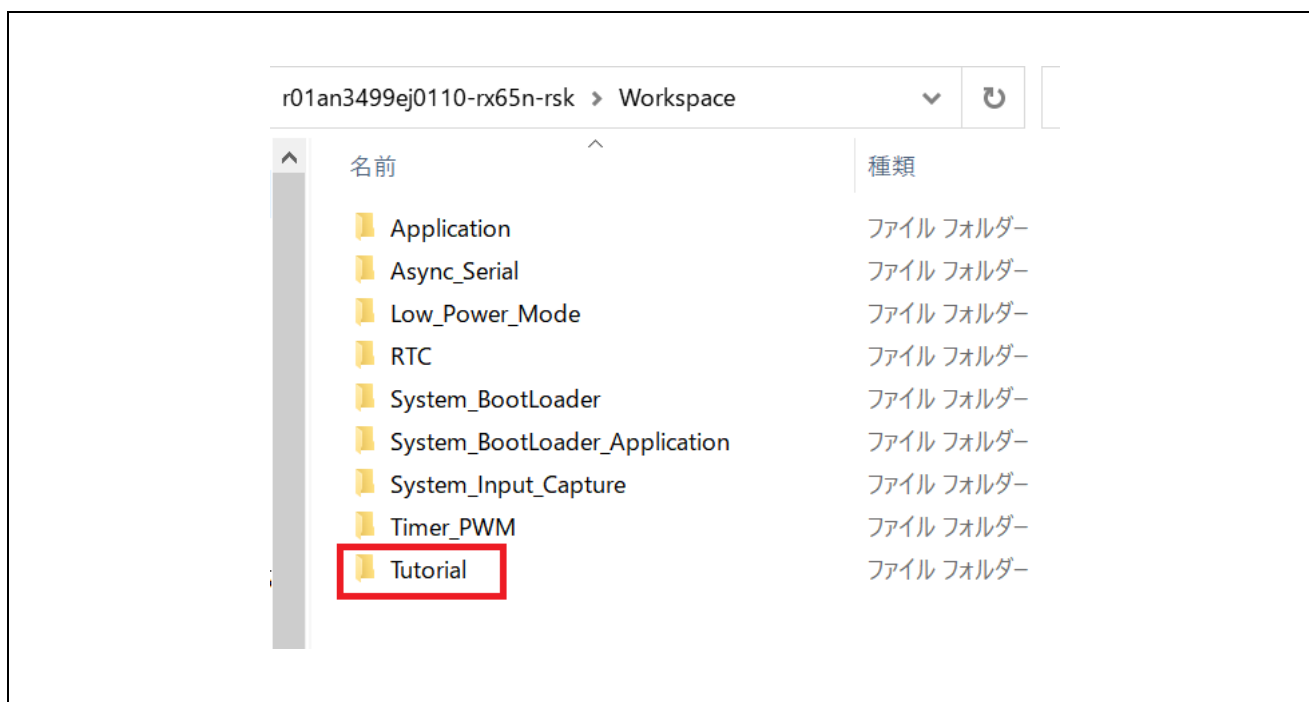 r01an3499ej0110-rx65n-rsk > Workspace
名前 種類
Application ファイル フォルダー
Async_Serial ファイル フォルダー
Low_Power_Mode ファイル フォルダー
RTC ファイル フォルダー
System_BootLoader ファイル フォルダー
System_BootLoader_Application ファイル フォルダー
System_Input_Capture ファイル フォルダー
Timer_PWM ファイル フォルダー
Tutorial ファイル フォルダー